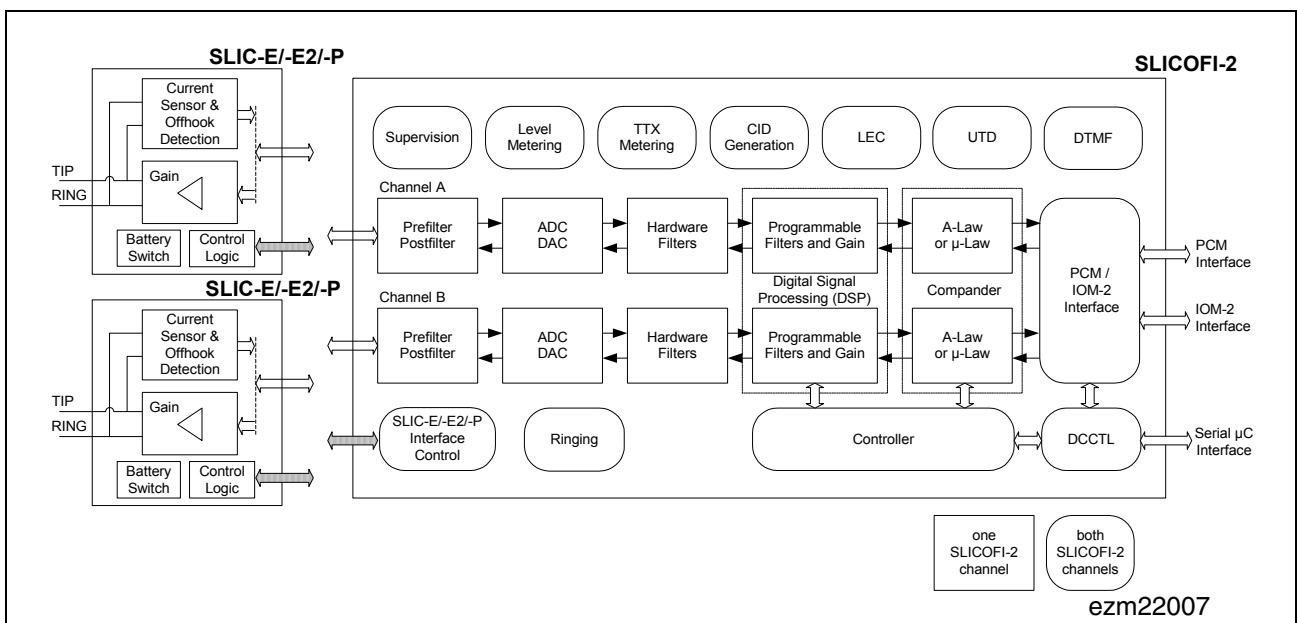 SLIC-E/-E2/-P
SLICOFI-2
Current
Sensor &
Offhook
Detection
TIP
RING
Gain
Battery
Switch
Control
Logic
SLIC-E/-E2/-P
Current
Sensor &
Offhook
Detection
TIP
RING
Gain
Battery
Switch
Control
Logic
Supervision
Level
Metering
TTX
Metering
CID
Generation
LEC
UTD
DTMF
Channel A
Prefilter
Postfilter
ADC
DAC
Hardware
Filters
Programmable
Filters and Gain
A-Law
or µ-Law
Digital Signal
Processing (DSP)
Compander
Channel B
Prefilter
Postfilter
ADC
DAC
Hardware
Filters
Programmable
Filters and Gain
A-Law
or µ-Law
PCM /
IOM-2
Interface
PCM
Interface
IOM-2
Interface
SLIC-E/-E2/-P
Interface
Control
Ringing
Controller
DCCTL
Serial µC
Interface
one
SLICOFI-2
channel
both
SLICOFI-2
channels
ezm22007